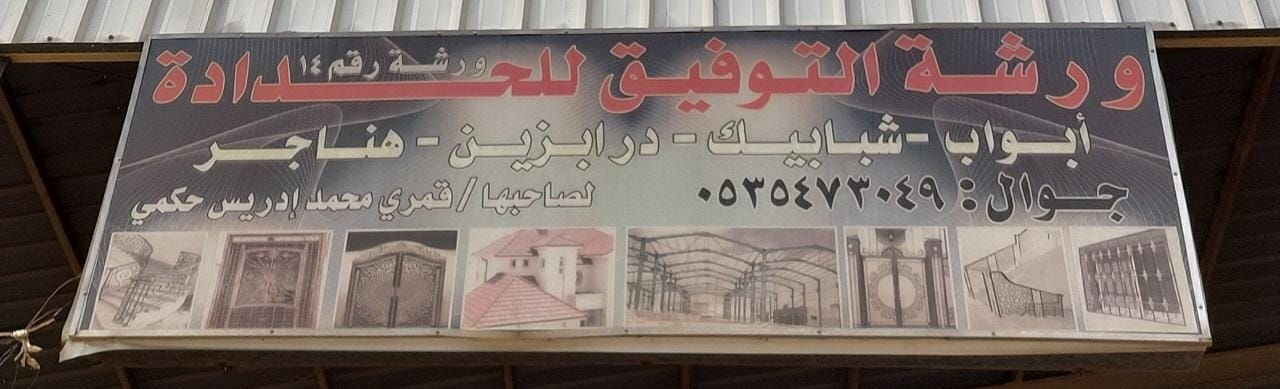 ورشة التوفيق للحدادة
ورشة رقم ١٤
أبواب - شبابيك - درابزين - هناجر
جوال : ٠٥٣٥٤٧٣٠٤٩
لصاحبها / قمري محمد إدريس حكمي